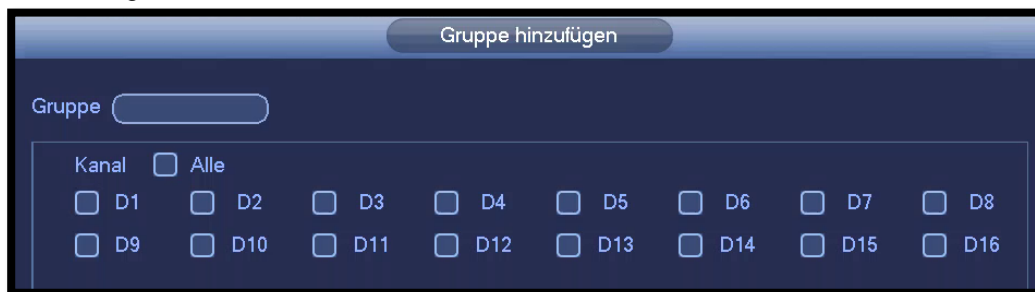 Gruppe hinzufügen
Gruppe
Kanal Alle
D1 D2 D3 D4 D5 D6 D7 D8
D9 D10 D11 D12 D13 D14 D15 D16